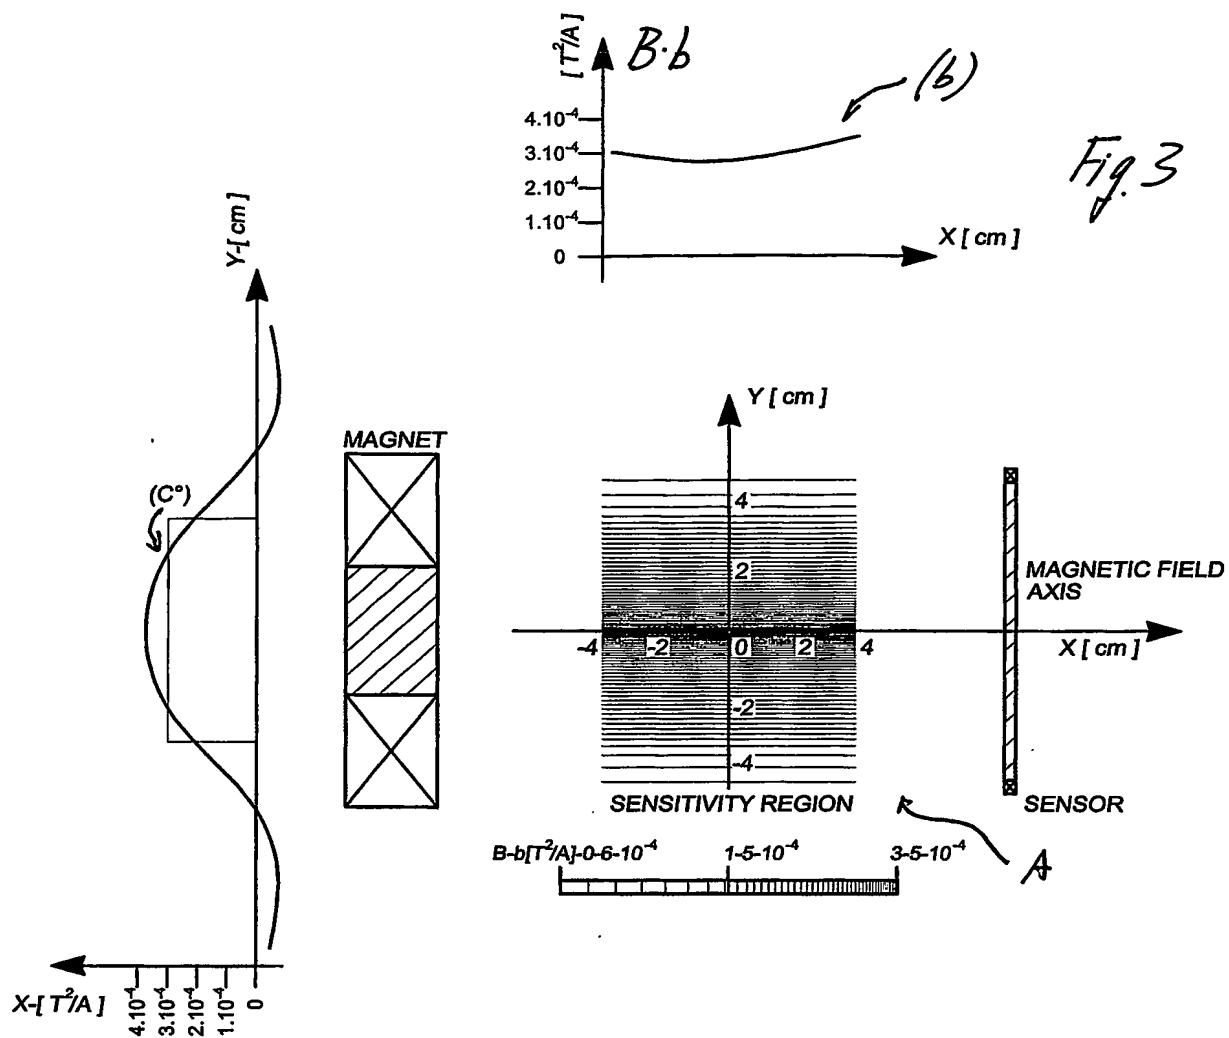 [T²/A]
B·b
(b)
4.10⁻⁴
3.10⁻⁴
2.10⁻⁴
1.10⁻⁴
0
X [ cm ]
Fig. 3
Y-[ cm ]
Y [ cm ]
MAGNET
(C°)
4
2
MAGNETIC FIELD
AXIS
-4
-2
0
2
4
X [ cm ]
-2
-4
SENSITIVITY REGION
SENSOR
B-b[T²/A]-0-6-10⁻⁴
1-5-10⁻⁴
3-5-10⁻⁴
A
X-[ T²/A ]
4.10⁻⁴
3.10⁻⁴
2.10⁻⁴
1.10⁻⁴
0